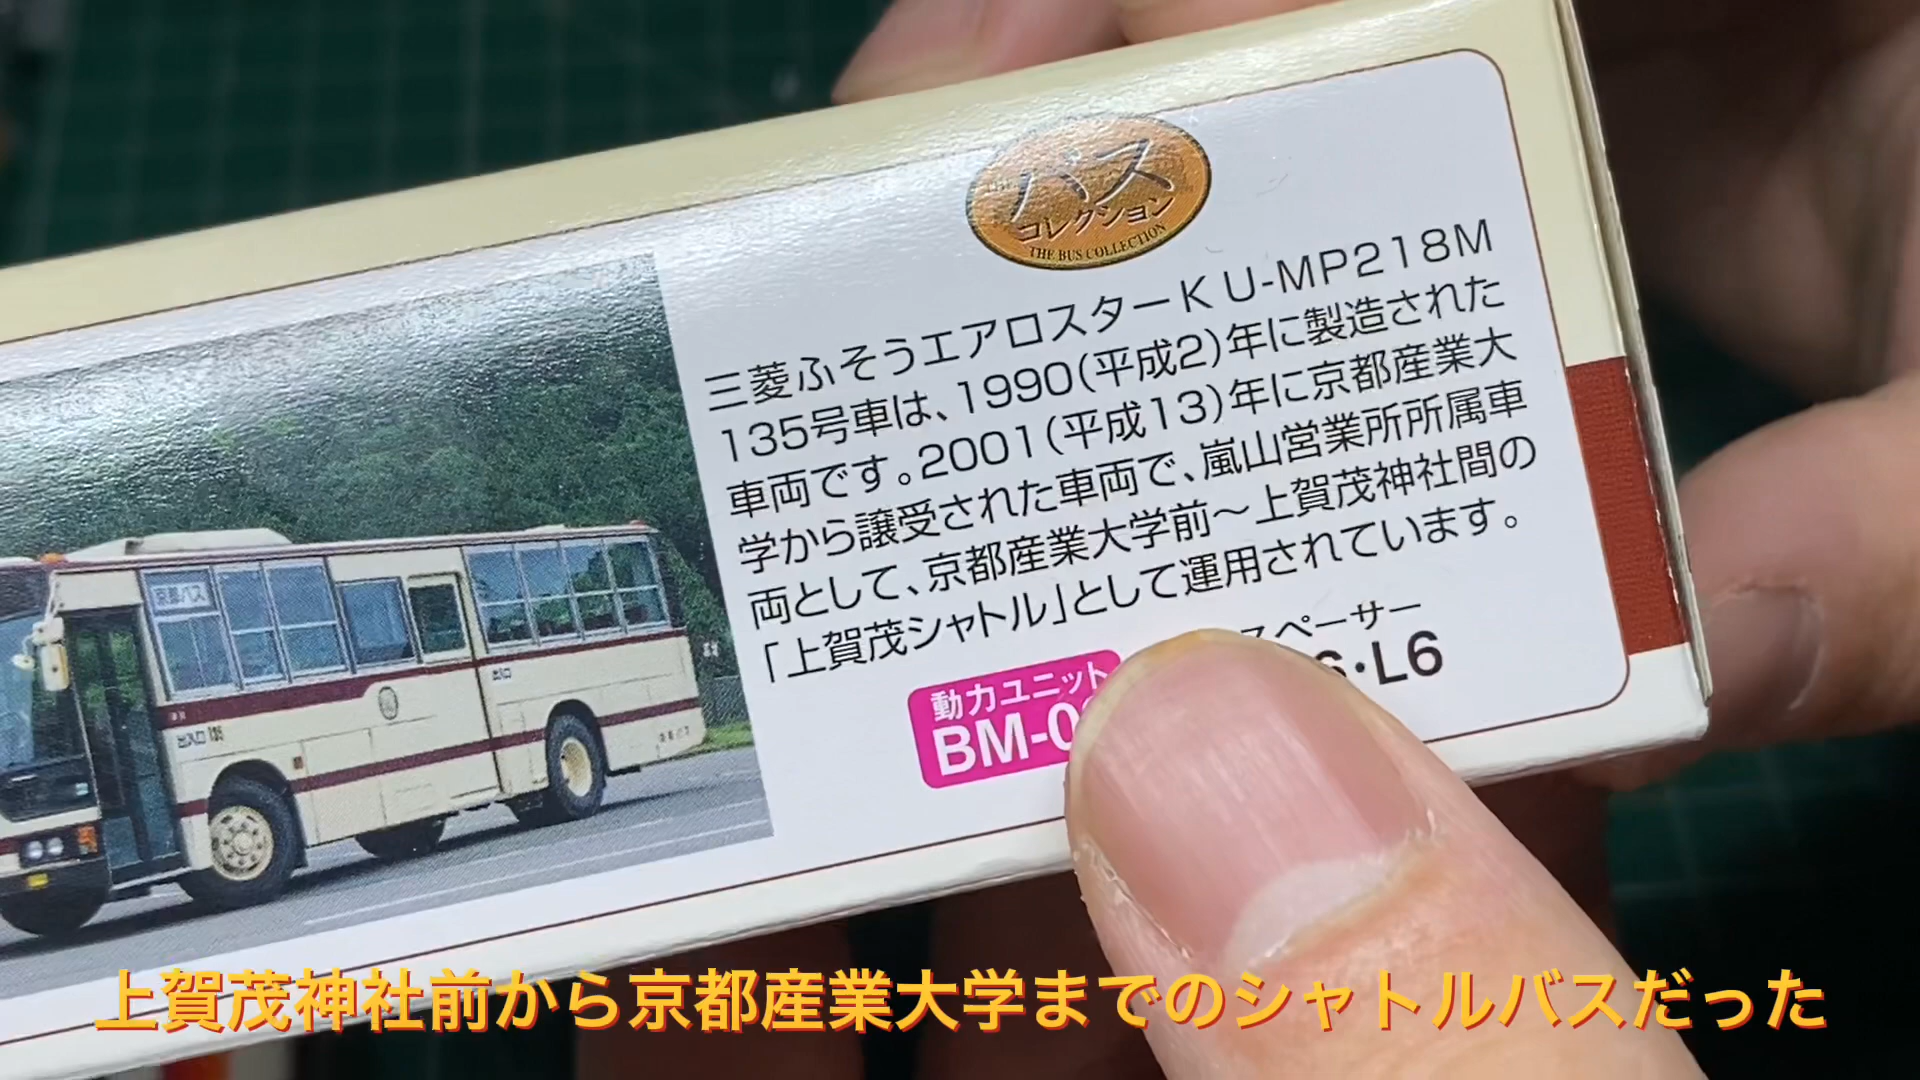 バス
コレクション
THE BUS COLLECTION
三菱ふそうエアロスターK U-MP218M
135号車は、1990(平成2)年に製造された
車両です。2001(平成13)年に京都産業大
学から譲受された車両で、嵐山営業所所属車
両として、京都産業大学前～上賀茂神社間の
「上賀茂シャトル」として運用されています。
動力ユニット
BM-0
スペーサー
・L6
京都バス
出入口 135
出口
上賀茂神社前から京都産業大学までのシャトルバスだった